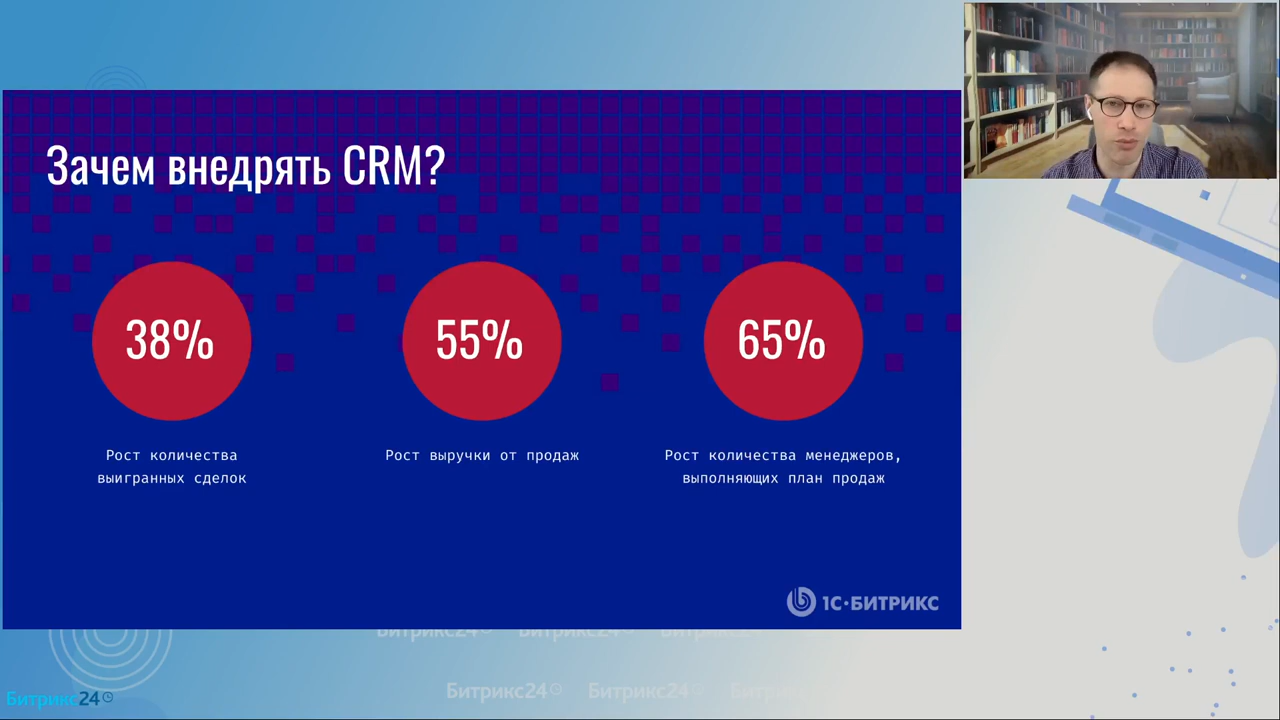 Зачем внедрять CRM?
38%
55%
65%
Рост количества
выигранных сделок
Рост выручки от продаж
Рост количества менеджеров,
выполняющих план продаж
1С·БИТРИКС
Битрикс24 Битрикс24 Битрикс24
Битрикс24 Битрикс24
Битрикс24